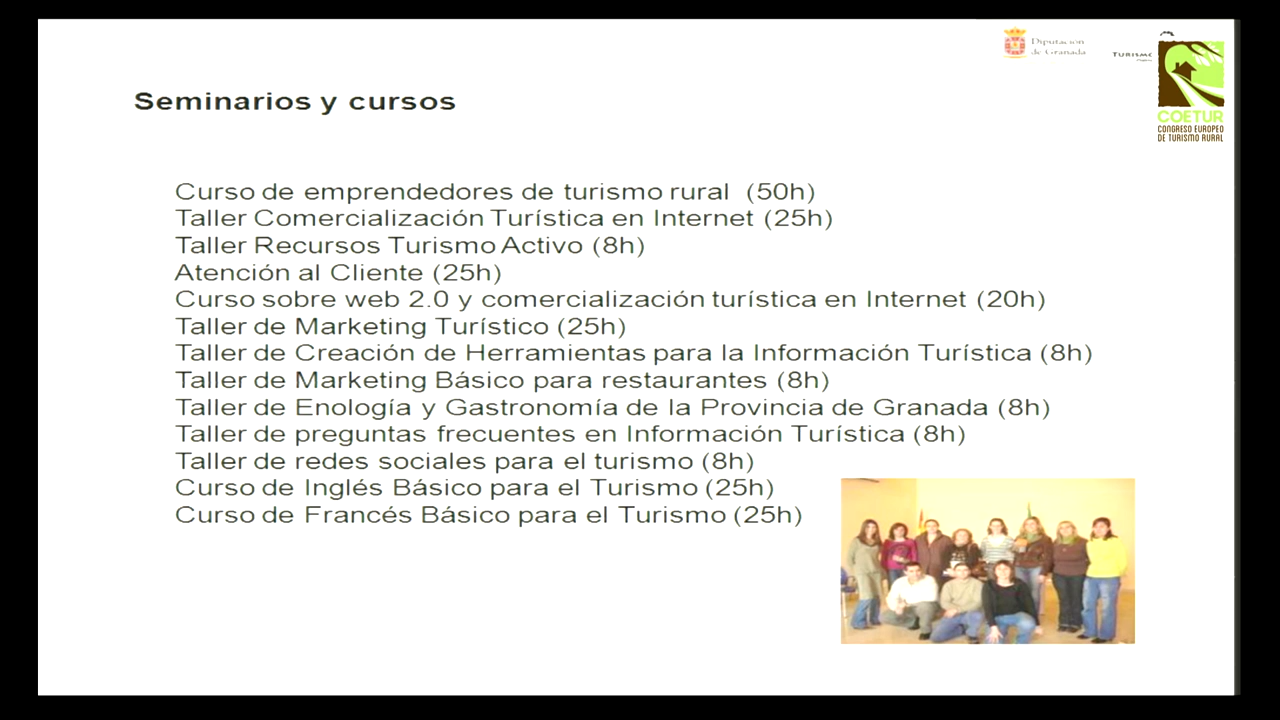 Diputación
de Granada
TURISMO
COETUR
CONGRESO EUROPEO
DE TURISMO RURAL
Seminarios y cursos
Curso de emprendedores de turismo rural (50h)
Taller Comercialización Turística en Internet (25h)
Taller Recursos Turismo Activo (8h)
Atención al Cliente (25h)
Curso sobre web 2.0 y comercialización turística en Internet (20h)
Taller de Marketing Turístico (25h)
Taller de Creación de Herramientas para la Información Turística (8h)
Taller de Marketing Básico para restaurantes (8h)
Taller de Enología y Gastronomía de la Provincia de Granada (8h)
Taller de preguntas frecuentes en Información Turística (8h)
Taller de redes sociales para el turismo (8h)
Curso de Inglés Básico para el Turismo (25h)
Curso de Francés Básico para el Turismo (25h)